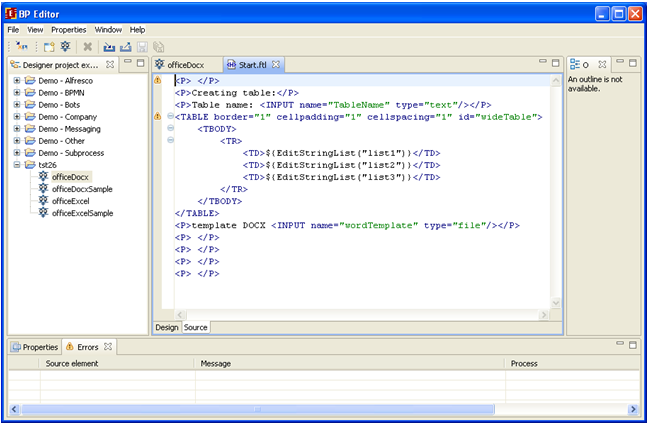 BP Editor
File View Properties Window Help
Designer project ex...
Demo - Alfresco
Demo - BPMN
Demo - Bots
Demo - Company
Demo - Messaging
Demo - Other
Demo - Subprocess
tst26
officeDocx
officeDocxSample
officeExcel
officeExcelSample
officeDocx Start.ftl
<P> </P>
<P>Creating table:</P>
<P>Table name: <INPUT name="TableName" type="text"/></P>
<TABLE border="1" cellpadding="1" cellspacing="1" id="wideTable">
<TBODY>
<TR>
<TD>${EditStringList("list1")}</TD>
<TD>${EditStringList("list2")}</TD>
<TD>${EditStringList("list3")}</TD>
</TR>
</TBODY>
</TABLE>
<P>template DOCX <INPUT name="wordTemplate" type="file"/></P>
<P> </P>
<P> </P>
<P> </P>
<P> </P>
Design Source
O
An outline is not
available.
Properties Errors
Source element Message Process